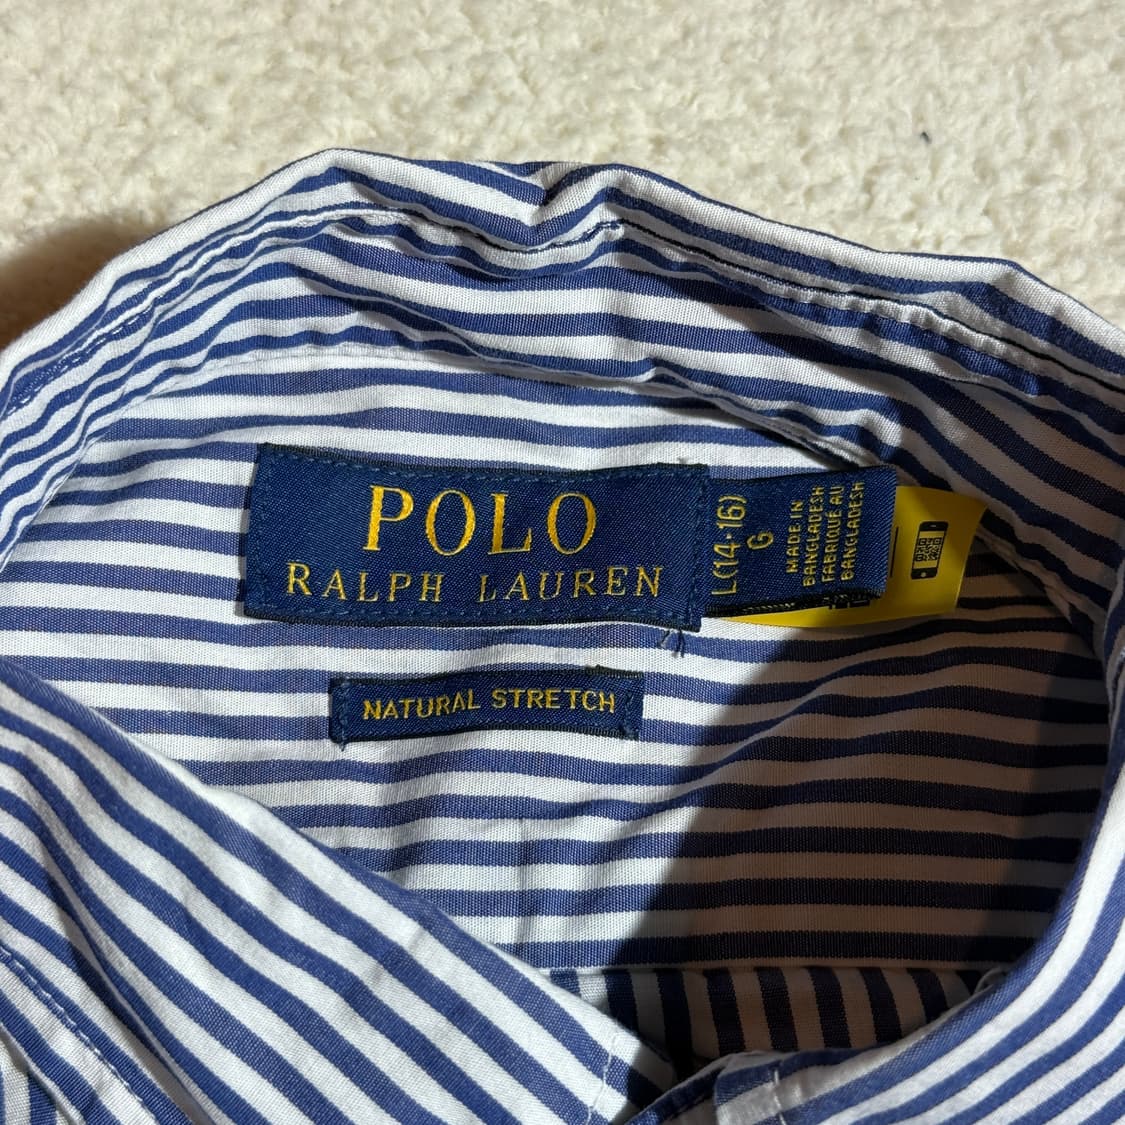 POLO
RALPH LAUREN
L(14-16)
G
MADE IN
BANGLADESH
FABRIQUE AU
BANGLADESH
NATURAL STRETCH